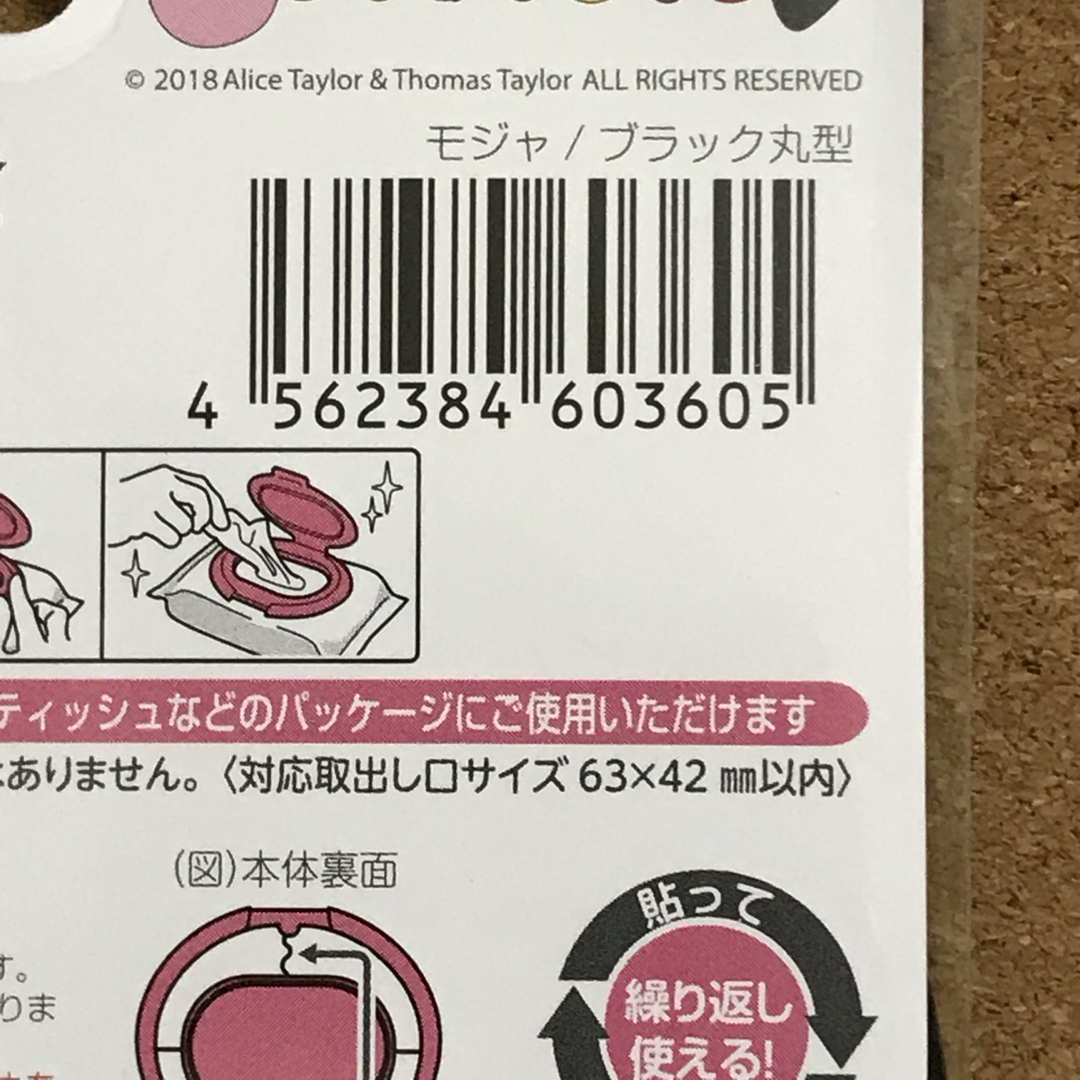 © 2018 Alice Taylor & Thomas Taylor ALL RIGHTS RESERVED
モジャ / ブラック丸型
4 562384 603605
ティッシュなどのパッケージにご使用いただけます
ありません。〈対応取出し口サイズ 63×42 ㎜以内〉
(図)本体裏面
貼って
繰り返し
使える!
す。
りま